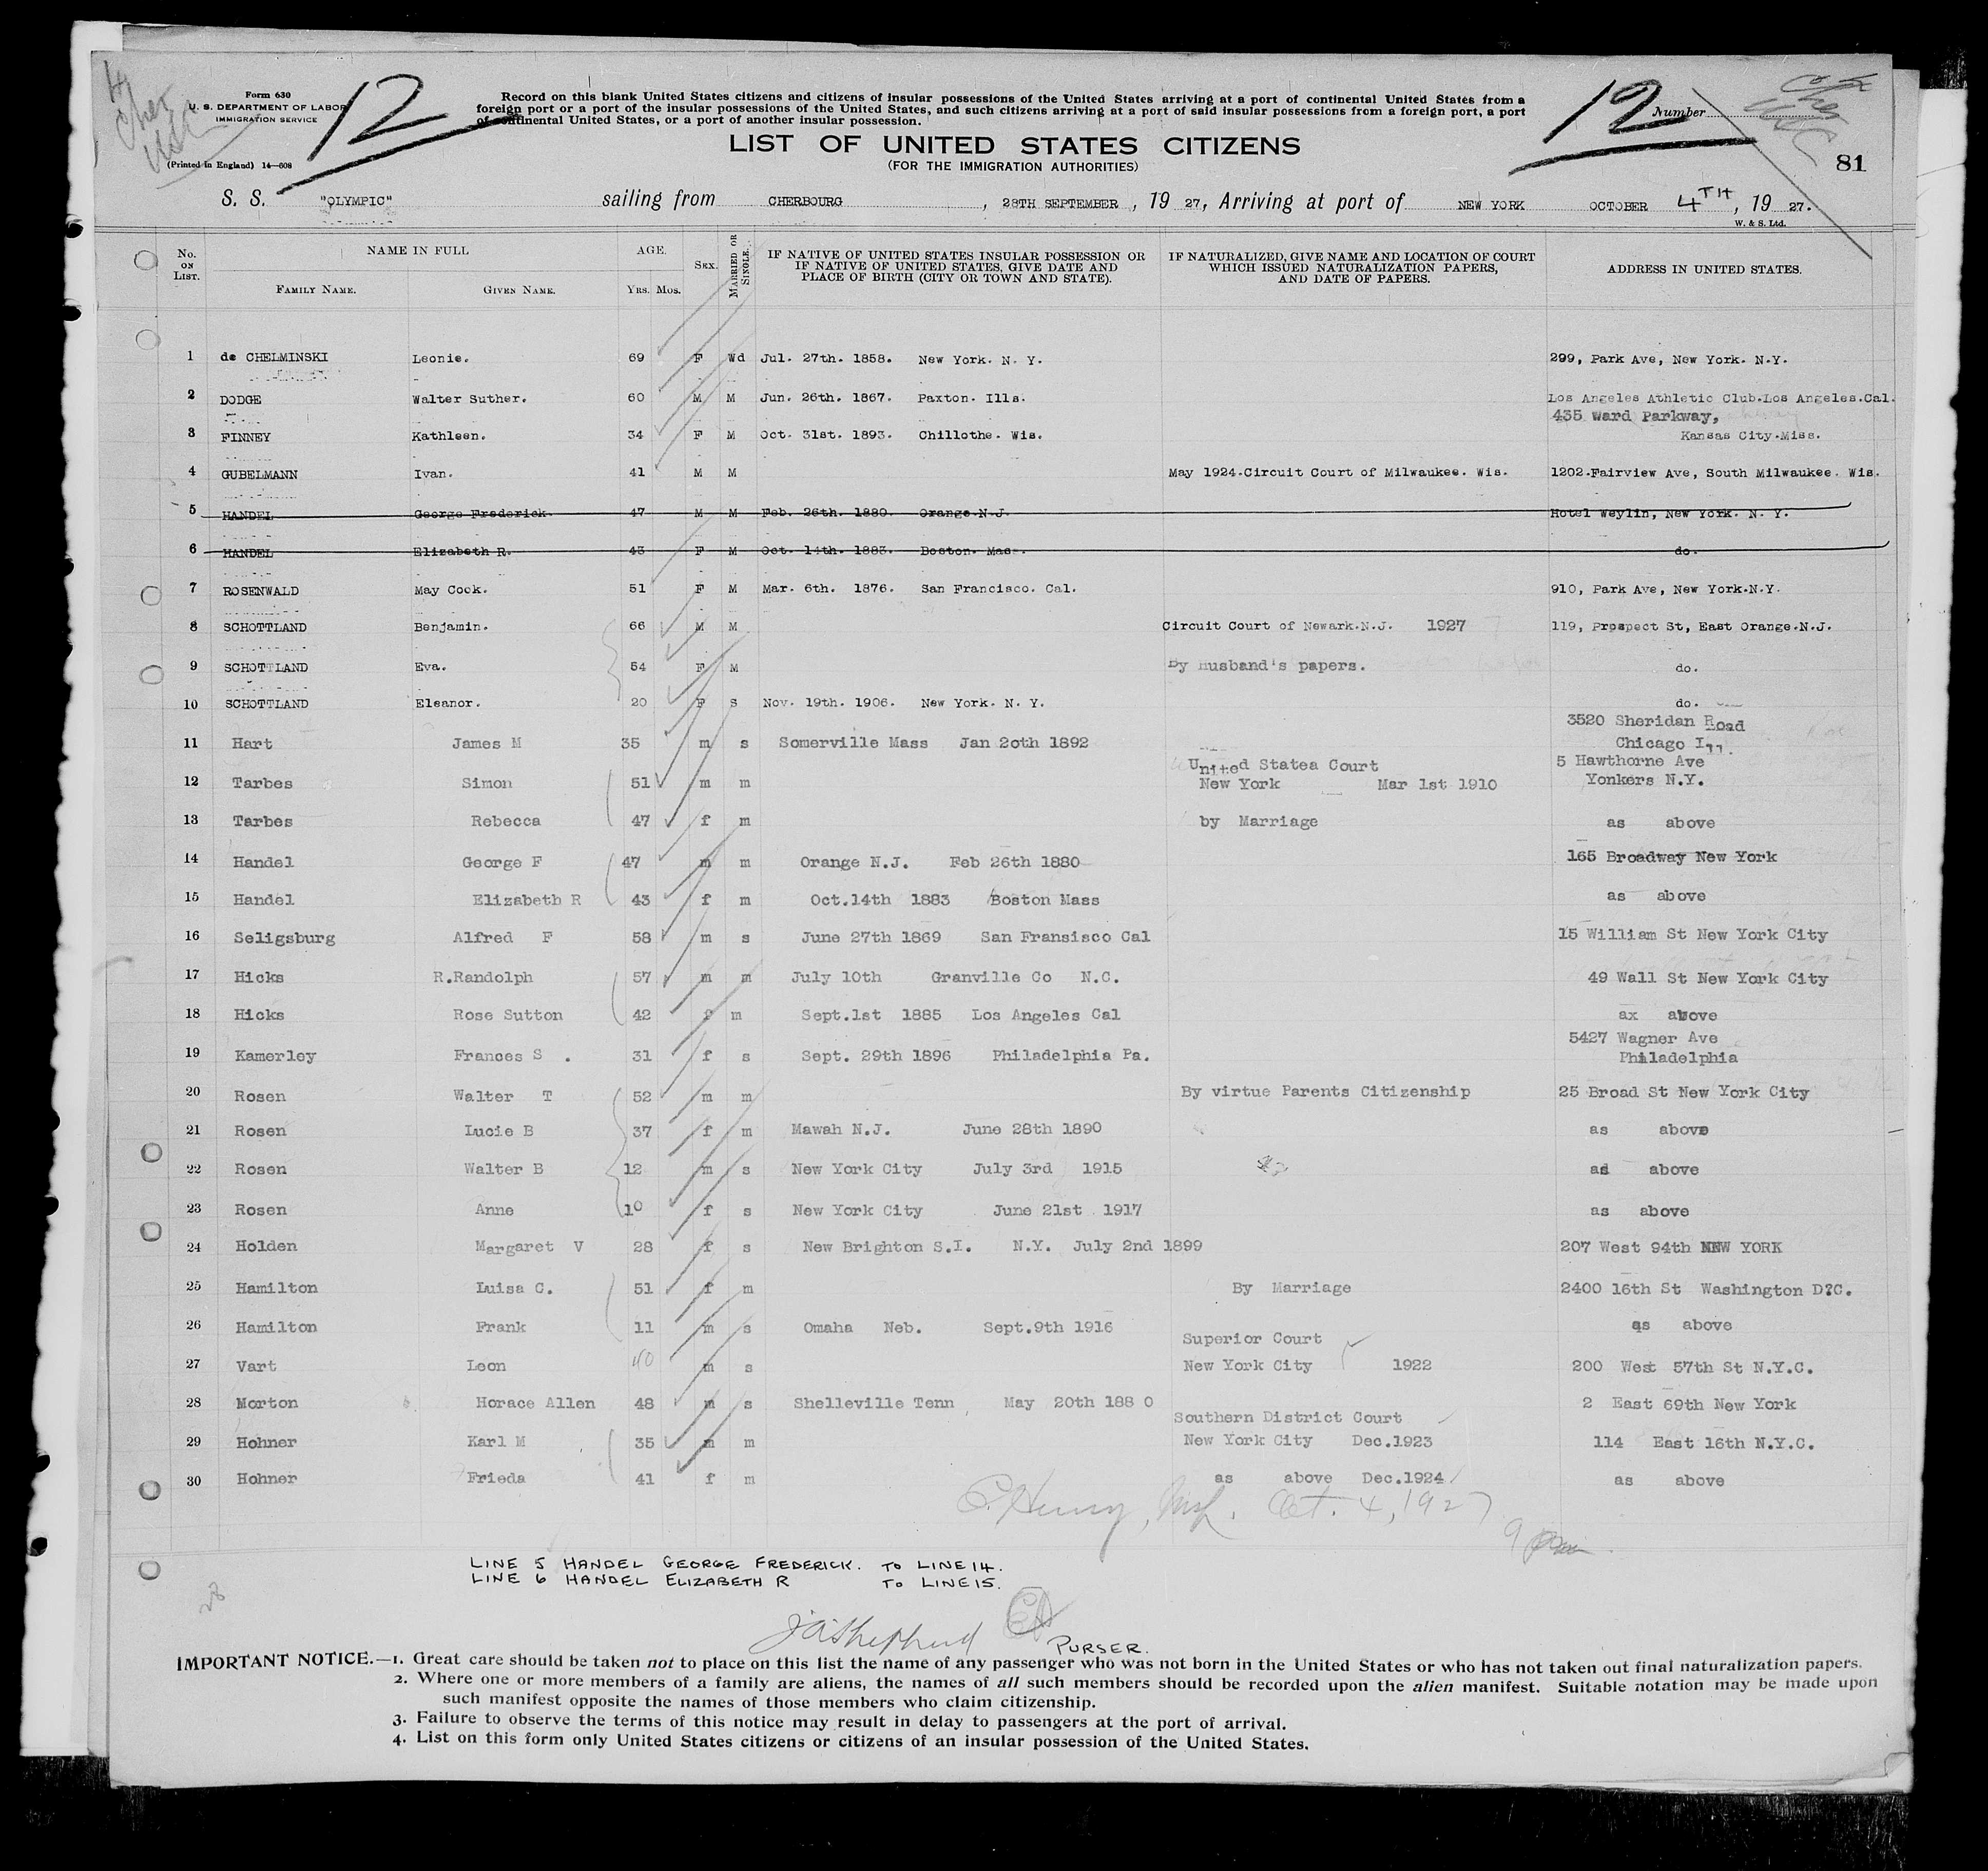 Form 630
U. S. DEPARTMENT OF LABOR
IMMIGRATION SERVICE
(Printed in England) 14—608
12
Record on this blank United States citizens and citizens of insular possessions of the United States arriving at a port of continental United States from a
foreign port or a port of the insular possessions of the United States, and such citizens arriving at a port of said insular possessions from a foreign port, a port
of continental United States, or a port of another insular possession.
12
Number
LIST OF UNITED STATES CITIZENS
(FOR THE IMMIGRATION AUTHORITIES)
81
S. S. "OLYMPIC" sailing from CHERBOURG, 28TH SEPTEMBER, 19 27, Arriving at port of NEW YORK OCTOBER 4TH, 19 27.
W. & S. Ltd.
No. ON LIST. NAME IN FULL AGE. SEX. MARRIED OR SINGLE. IF NATIVE OF UNITED STATES INSULAR POSSESSION OR IF NATIVE OF UNITED STATES, GIVE DATE AND PLACE OF BIRTH (CITY OR TOWN AND STATE). IF NATURALIZED, GIVE NAME AND LOCATION OF COURT WHICH ISSUED NATURALIZATION PAPERS, AND DATE OF PAPERS. ADDRESS IN UNITED STATES.
FAMILY NAME. GIVEN NAME. YRS. MOS.
1 de CHELMINSKI Leonie. 69 F Wd Jul. 27th. 1858. New York. N. Y. 299, Park Ave, New York. N.Y.
2 DODGE Walter Suther. 60 M M Jun. 26th. 1867. Paxton. Ills. Los Angeles Athletic Club.Los Angeles.Cal.
435 Ward Parkway,
3 FINNEY Kathleen. 34 F M Oct. 31st. 1893. Chillothe. Wis. Kansas City.Miss.
4 GUBELMANN Ivan. 41 M M May 1924.Circuit Court of Milwaukee. Wis. 1202.Fairview Ave, South Milwaukee. Wis.
5 HANDEL George Frederick 47 M M Feb. 26th. 1880. Orange.N.J. Hotel Weylin, New York. N. Y.
6 HANDEL Elizabeth R. 43 F M Oct. 14th. 1883. Boston. Mass. do.
7 ROSENWALD May Cook. 51 F M Mar. 6th. 1876. San Francisco. Cal. 910, Park Ave, New York.N.Y.
8 SCHOTTLAND Benjamin. 66 M M Circuit Court of Newark.N.J. 1927 119, Prospect St, East Orange.N.J.
9 SCHOTTLAND Eva. 54 F M By Husband's papers. do.
10 SCHOTTLAND Eleanor. 20 F S Nov. 19th. 1906. New York. N. Y. do.
3520 Sheridan Road
11 Hart James M 35 m s Somerville Mass Jan 2oth 1892 Chicago Ill.
United Statea Court 5 Hawthorne Ave
12 Tarbes Simon 51 m m New York Mar 1st 1910 Yonkers N.Y.
13 Tarbes Rebecca 47 f m by Marriage as above
14 Handel George F 47 m m Orange N.J. Feb 26th 1880 165 Broadway New York
15 Handel Elizabeth R 43 f m Oct.14th 1883 Boston Mass as above
16 Seligsburg Alfred F 58 m s June 27th 1869 San Fransisco Cal 15 William St New York City
17 Hicks R.Randolph 57 m m July 10th Granville Co N.C. 49 Wall St New York City
18 Hicks Rose Sutton 42 f m Sept.1st 1885 Los Angeles Cal ax above
5427 Wagner Ave
19 Kamerley Frances S . 31 f s Sept. 29th 1896 Philadelphia Pa. Philadelphia
20 Rosen Walter T 52 m m By virtue Parents Citizenship 25 Broad St New York City
21 Rosen Lucie B 37 f m Mawah N.J. June 28th 1890 as above
22 Rosen Walter B 12 m s New York City July 3rd 1915 as above
23 Rosen Anne 10 f s New York City June 21st 1917 as above
24 Holden Margaret V 28 f s New Brighton S.I. N.Y. July 2nd 1899 207 West 94th NEW YORK
25 Hamilton Luisa C. 51 f m By Marriage 2400 16th St Washington D?C.
26 Hamilton Frank 11 m s Omaha Neb. Sept.9th 1916 as above
Superior Court
27 Vart Leon 40 m s New York City 1922 200 West 57th St N.Y.C.
28 Morton Horace Allen 48 m s Shelleville Tenn May 20th 188 0 2 East 69th New York
Southern District Court
29 Hohner Karl M 35 m m New York City Dec.1923 114 East 16th N.Y.C.
30 Hohner Frieda 41 f m as above Dec.1924 as above
Oct. 4, 1927
LINE 5 HANDEL GEORGE FREDERICK. TO LINE 14.
LINE 6 HANDEL ELIZABETH R TO LINE 15.
28
PURSER.
IMPORTANT NOTICE.—1. Great care should be taken not to place on this list the name of any passenger who was not born in the United States or who has not taken out final naturalization papers.
2. Where one or more members of a family are aliens, the names of all such members should be recorded upon the alien manifest. Suitable notation may be made upon
such manifest opposite the names of those members who claim citizenship.
3. Failure to observe the terms of this notice may result in delay to passengers at the port of arrival.
4. List on this form only United States citizens or citizens of an insular possession of the United States.